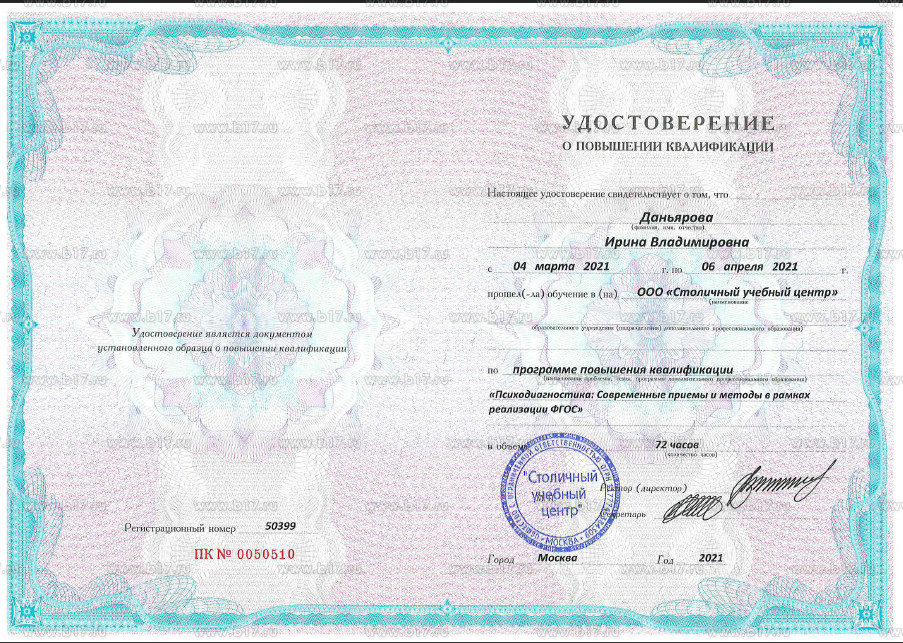 Удостоверение является документом
установленного образца о повышении квалификации
Регистрационный номер 50399
ПК № 0050510
УДОСТОВЕРЕНИЕ
О ПОВЫШЕНИИ КВАЛИФИКАЦИИ
Настоящее удостоверение свидетельствует о том, что
Даньярова
(фамилия, имя, отчество)
Ирина Владимировна
с 04 марта 2021 г. по 06 апреля 2021 г.
прошел(-ла) обучение в (на) ООО «Столичный учебный центр»
(наименование
образовательного учреждения (подразделения) дополнительного профессионального образования)
по программе повышения квалификации
(наименование проблемы, темы, программы дополнительного профессионального образования)
«Психодиагностика: Современные приемы и методы в рамках
реализации ФГОС»
в объеме 72 часов
(количество часов)
"Столичный
учебный
центр"
МОСКВА
Ректор (директор)
Секретарь
Город Москва Год 2021
www.b17.ru